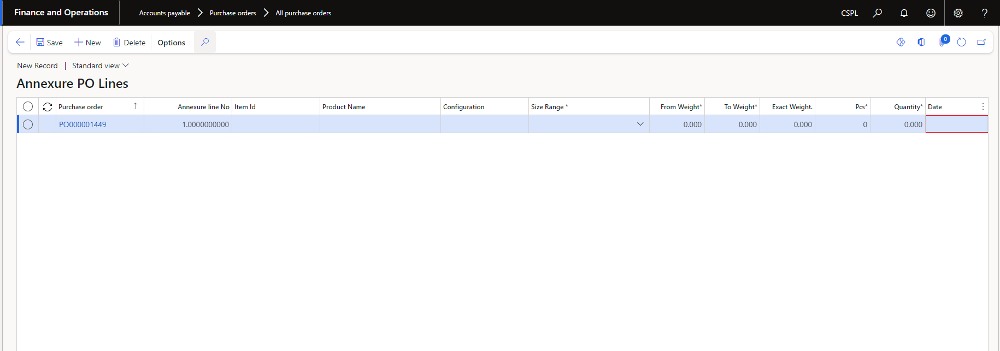 Finance and Operations Accounts payable Purchase orders All purchase orders CSPL ?
Save New Delete Options 0
New Record | Standard view
Annexure PO Lines
Purchase order ↑ Annexure line No Item Id Product Name Configuration Size Range * From Weight* To Weight* Exact Weight. Pcs* Quantity* Date
PO000001449 1.0000000000 0.000 0.000 0.000 0 0.000